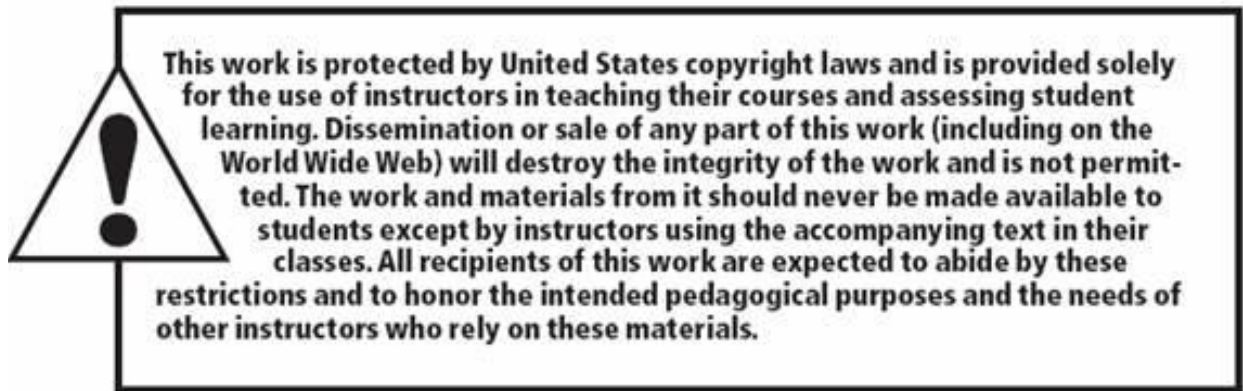 This work is protected by United States copyright laws and is provided solely
for the use of instructors in teaching their courses and assessing student
learning. Dissemination or sale of any part of this work (including on the
World Wide Web) will destroy the integrity of the work and is not permit-
ted. The work and materials from it should never be made available to
students except by instructors using the accompanying text in their
classes. All recipients of this work are expected to abide by these
restrictions and to honor the intended pedagogical purposes and the needs of
other instructors who rely on these materials.